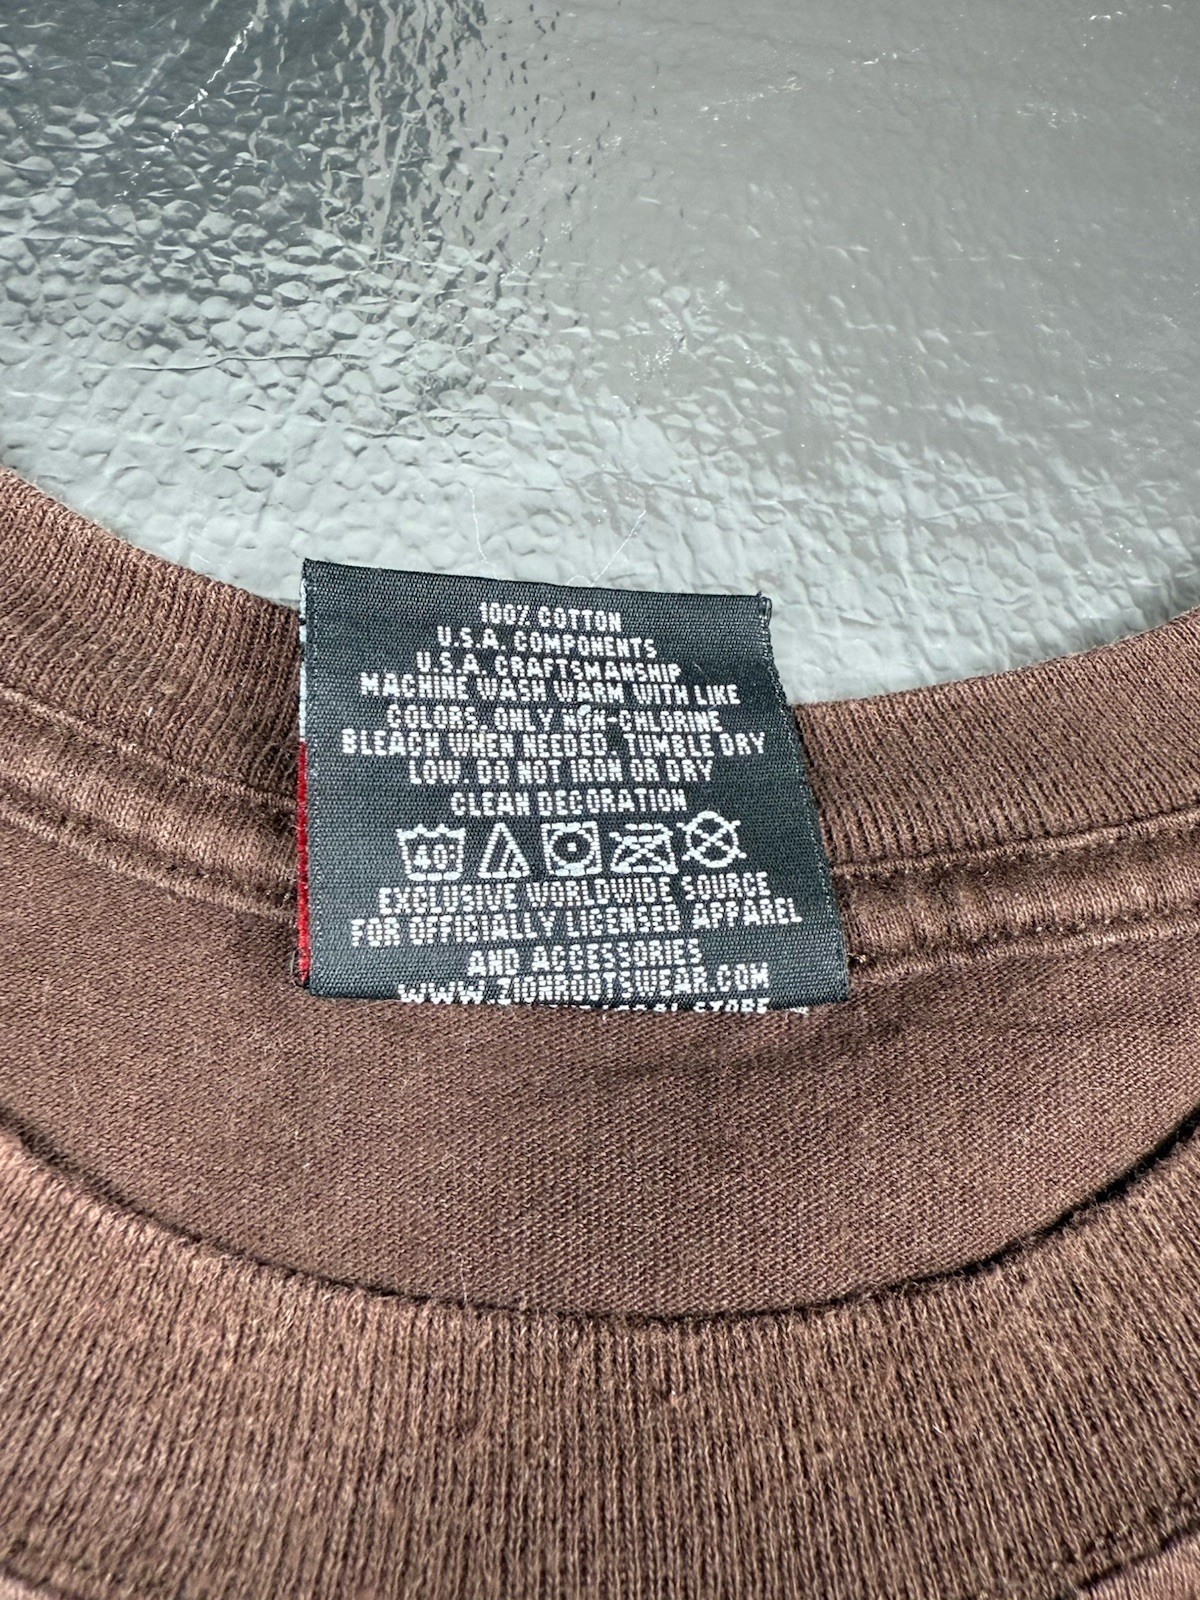 100% COTTON
U.S.A. COMPONENTS
U.S.A. CRAFTSMANSHIP
MACHINE WASH WARM WITH LIKE
COLORS, ONLY NON-CHLORINE
BLEACH WHEN NEEDED. TUMBLE DRY
LOW. DO NOT IRON OR DRY
CLEAN DECORATION
40°
EXCLUSIVE WORLDWIDE SOURCE
FOR OFFICIALLY LICENSED APPAREL
AND ACCESSORIES
WWW.ZIONROOTSWEAR.COM
STORE